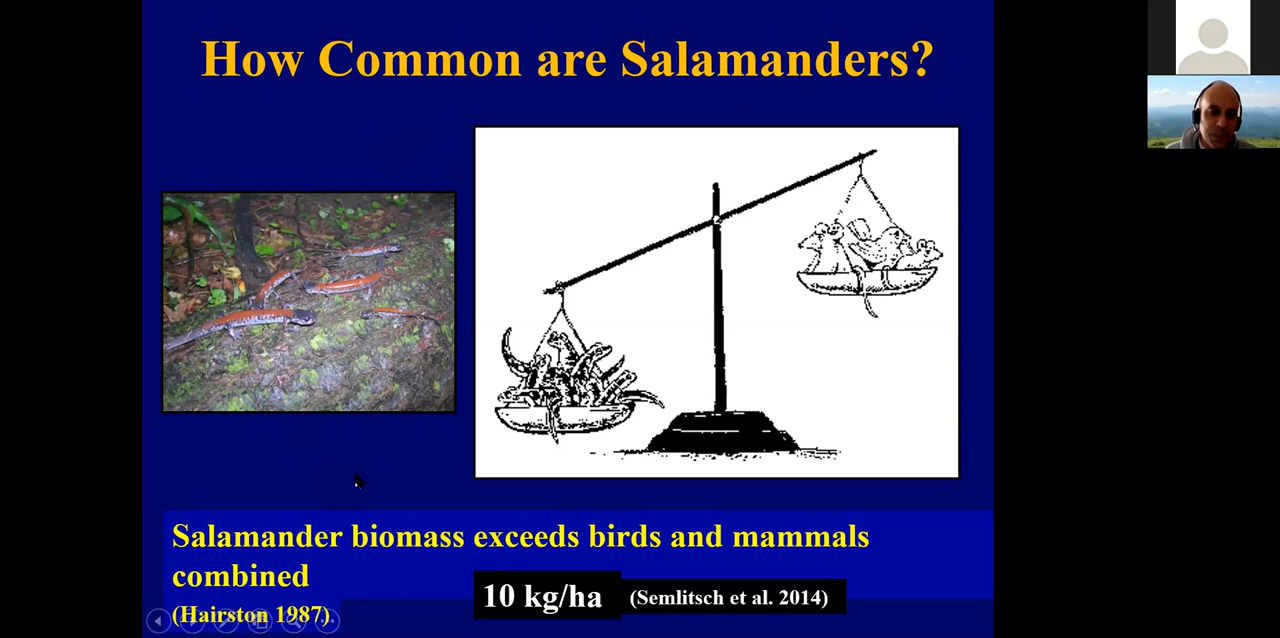 How Common are Salamanders?
Salamander biomass exceeds birds and mammals
combined
(Hairston 1987)
10 kg/ha
(Semlitsch et al. 2014)